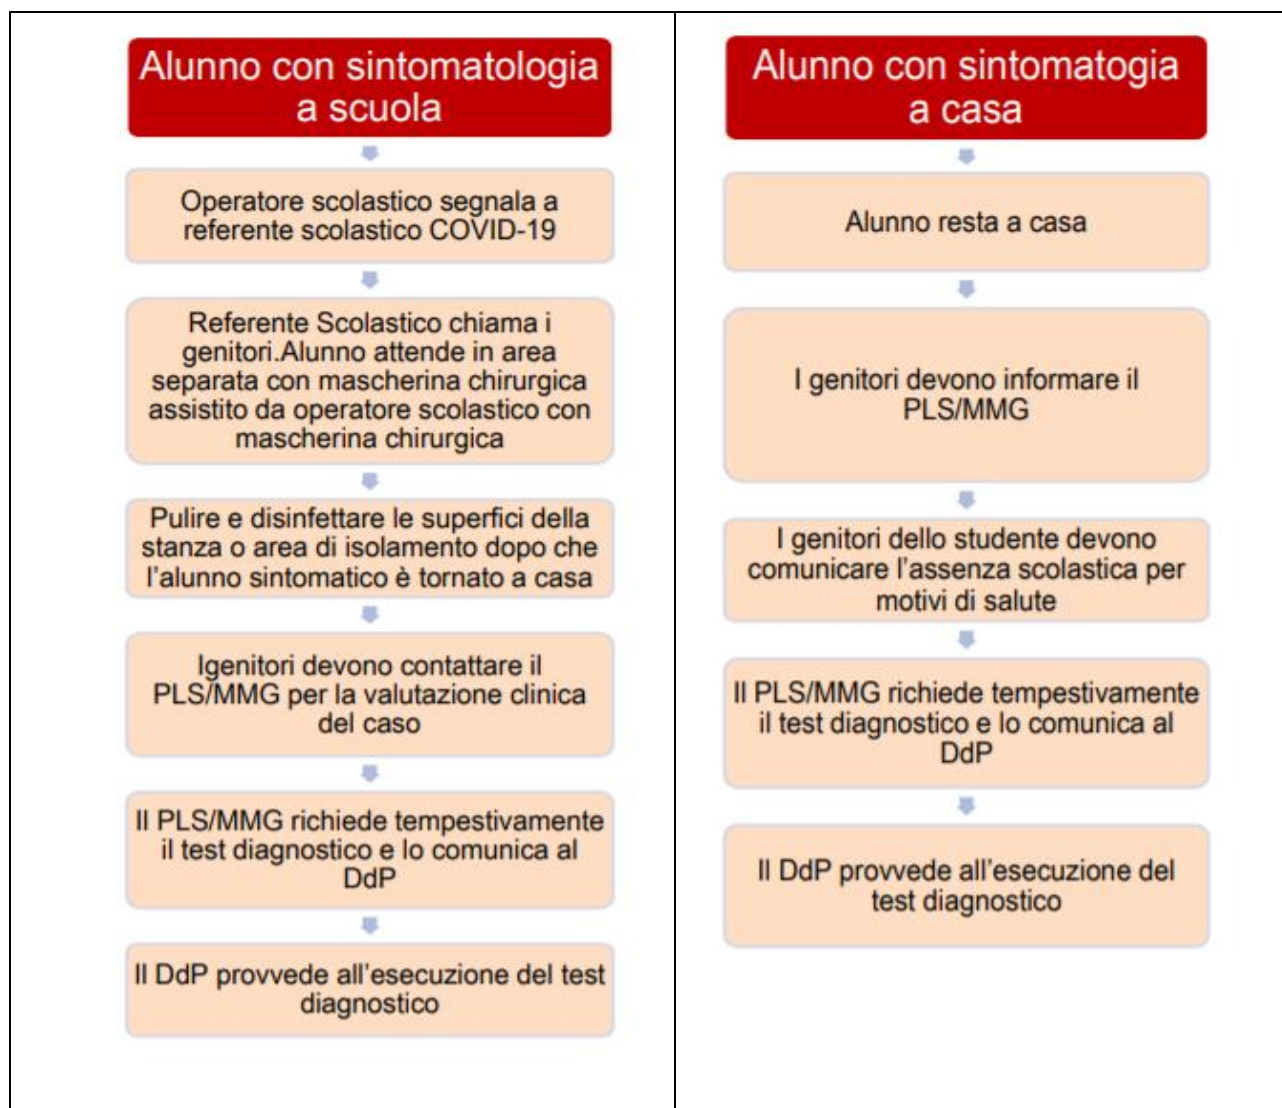 Alunno con sintomatologia
a scuola
Operatore scolastico segnala a
referente scolastico COVID-19
Referente Scolastico chiama i
genitori.Alunno attende in area
separata con mascherina chirurgica
assistito da operatore scolastico con
mascherina chirurgica
Pulire e disinfettare le superfici della
stanza o area di isolamento dopo che
l'alunno sintomatico è tornato a casa
Igenitori devono contattare il
PLS/MMG per la valutazione clinica
del caso
Il PLS/MMG richiede tempestivamente
il test diagnostico e lo comunica al
DdP
Il DdP provvede all'esecuzione del test
diagnostico
Alunno con sintomatogia
a casa
Alunno resta a casa
I genitori devono informare il
PLS/MMG
I genitori dello studente devono
comunicare l'assenza scolastica per
motivi di salute
Il PLS/MMG richiede tempestivamente
il test diagnostico e lo comunica al
DdP
Il DdP provvede all'esecuzione del
test diagnostico